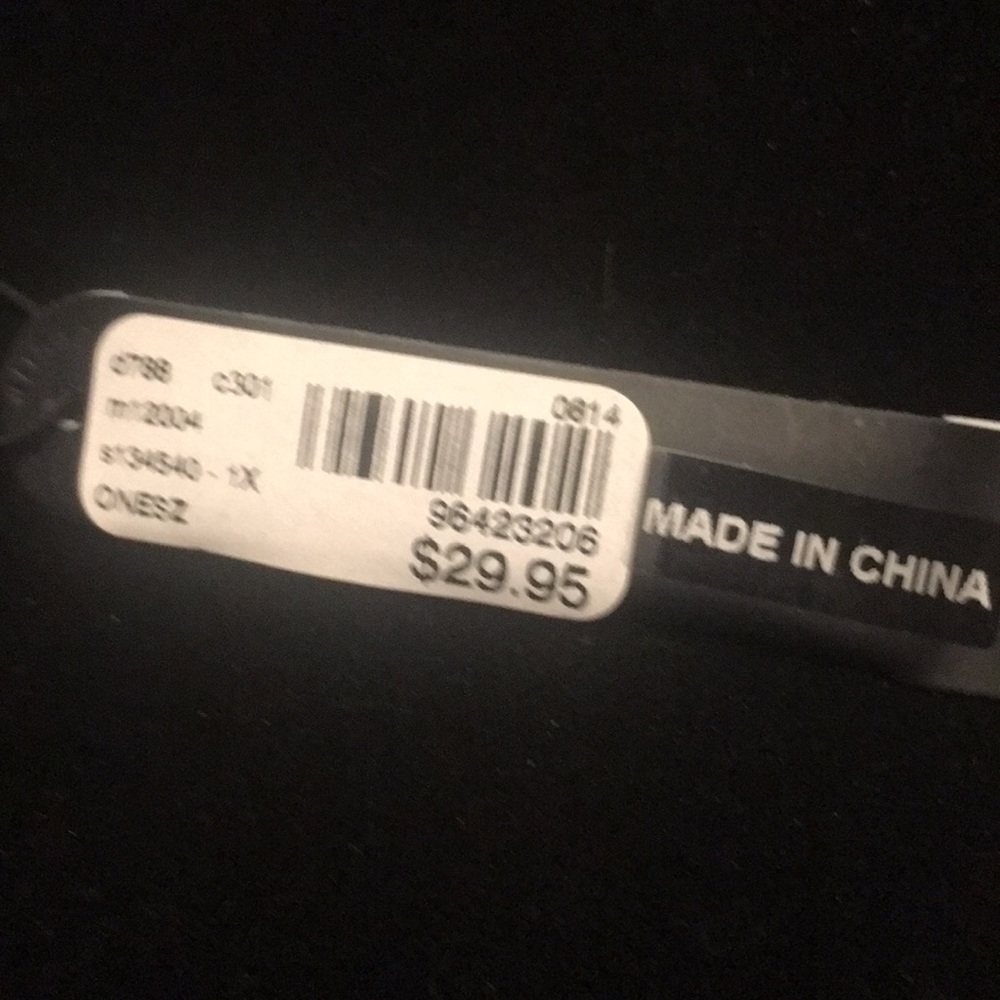 d798 c301 0814
m12004
s134540 - 1X
ONESZ
96423206
$29.95
MADE IN CHINA